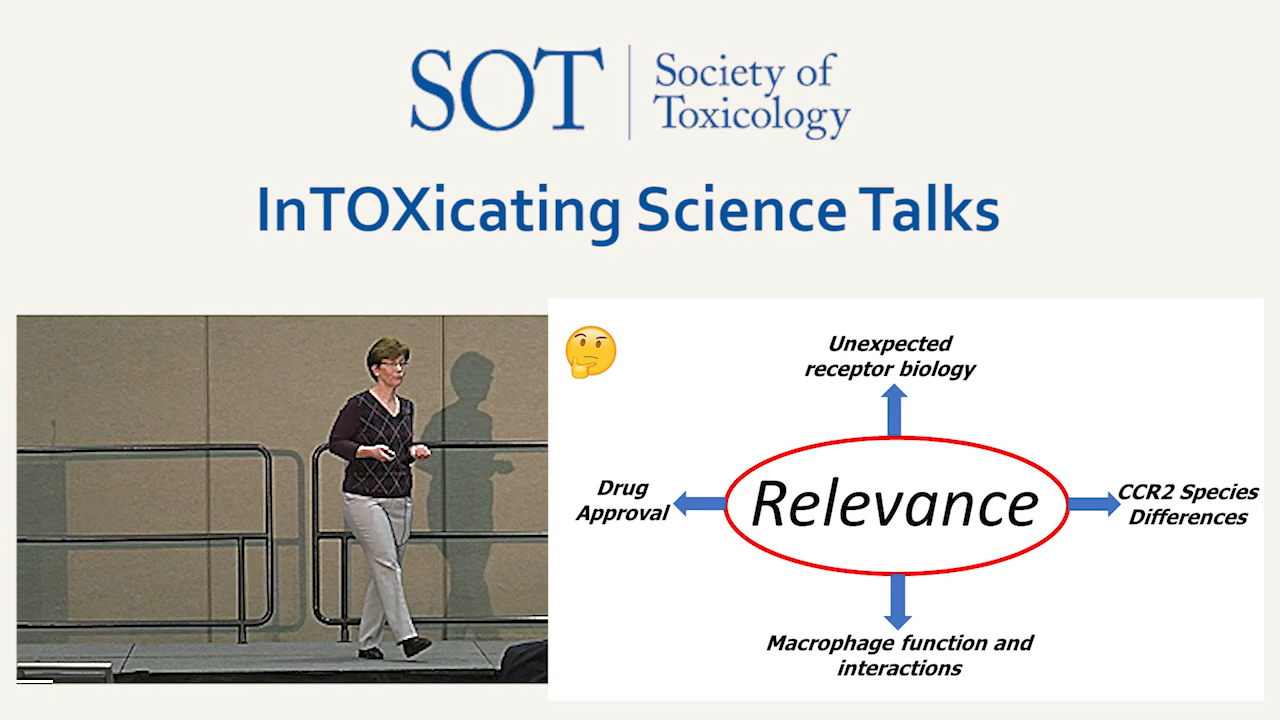 SOT
Society of
Toxicology
InTOXicating Science Talks
Unexpected
receptor biology
Drug
Approval
Relevance
CCR2 Species
Differences
Macrophage function and
interactions